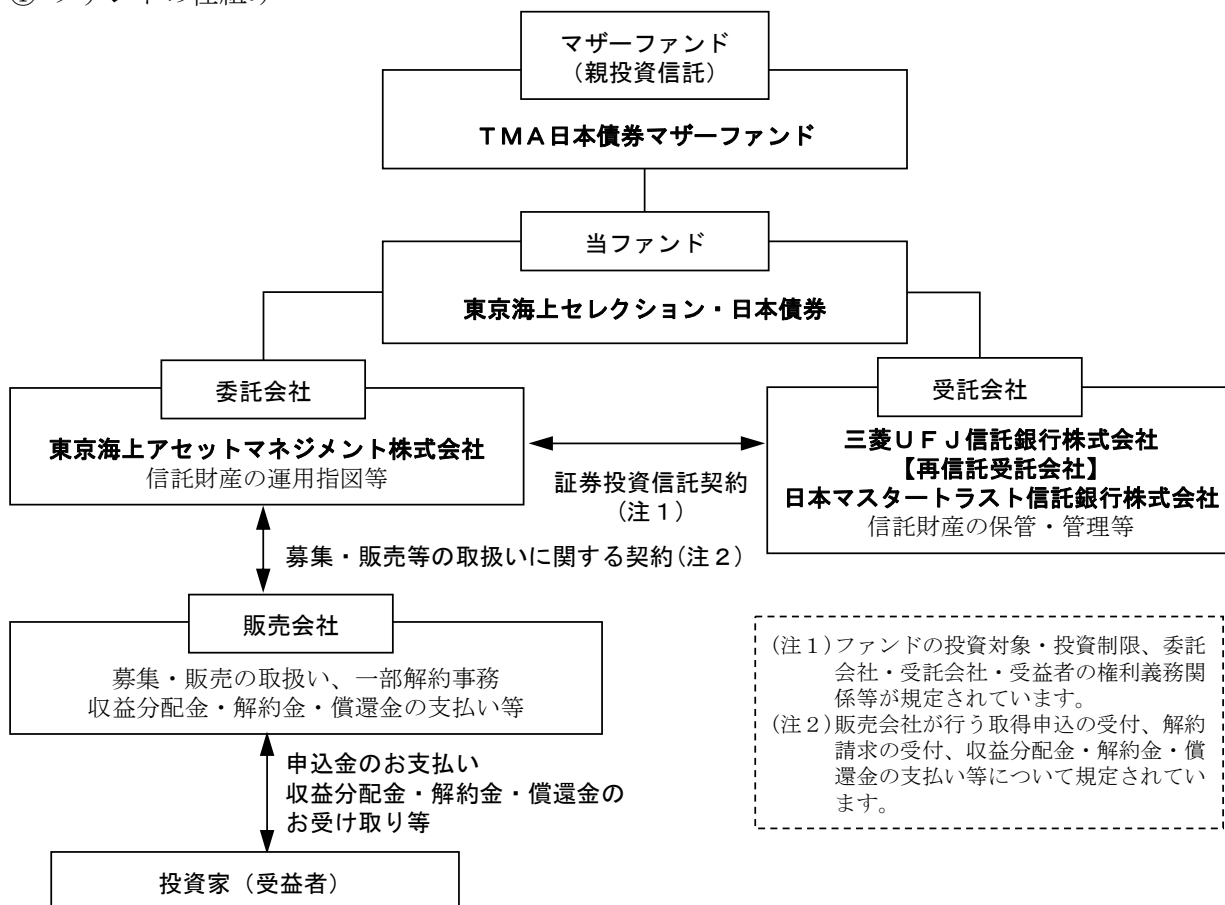 マザーファンド
（親投資信託）
ＴＭＡ日本債券マザーファンド
当ファンド
東京海上セレクション・日本債券
委託会社
東京海上アセットマネジメント株式会社
信託財産の運用指図等
証券投資信託契約
(注１)
受託会社
三菱ＵＦＪ信託銀行株式会社
【再信託受託会社】
日本マスタートラスト信託銀行株式会社
信託財産の保管・管理等
募集・販売等の取扱いに関する契約(注２)
販売会社
募集・販売の取扱い、一部解約事務
収益分配金・解約金・償還金の支払い等
(注１)ファンドの投資対象・投資制限、委託
会社・受託会社・受益者の権利義務関
係等が規定されています。
(注２)販売会社が行う取得申込の受付、解約
請求の受付、収益分配金・解約金・償
還金の支払い等について規定されてい
ます。
申込金のお支払い
収益分配金・解約金・償還金の
お受け取り等
投資家（受益者）